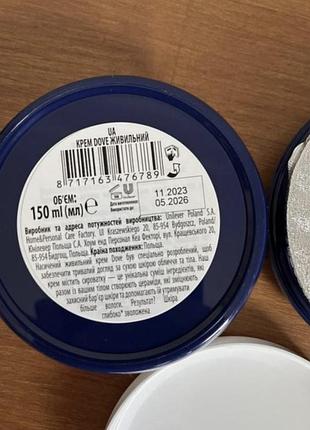 UA
КРЕМ DOVE ЖИВИЛЬНИЙ
8 717163 476789
ОБ'ЄМ:
150 ml (мл) e
11.2023
05.2026
Виробник та адреса потужностей виробництва: Unilever Poland S.A.
Home&Personal Care Factory, Ul Kraszewskiego 20, 85-954 Bydgoszcz, Poland/
Юнілевер Польща С.А. Хоум енд Персонал Кеа Фекторі, вул. Кращевського 20,
85-954 Бидгощ, Польща. Країна походження: Польща.
Насичений живильний крем Dove був спеціально розроблений, щоб
забезпечити тривалий догляд за сухою шкірою обличчя та тіла. Наш
крем містить сироватку — це унікальна суміш інгредієнтів, які
разом із вашим тілом створюють цераміди, які зміцнюють
захисний бар'єр шкіри та допомагають їй утримувати
більше вологи. Результат? Шкіра
глибоко* зволожена